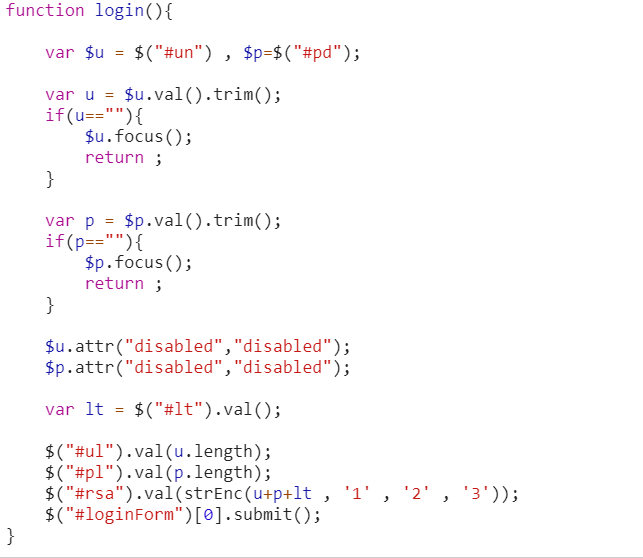 function login(){
var $u = $("#un") , $p=$("#pd");
var u = $u.val().trim();
if(u==""){
$u.focus();
return ;
}
var p = $p.val().trim();
if(p==""){
$p.focus();
return ;
}
$u.attr("disabled","disabled");
$p.attr("disabled","disabled");
var lt = $("#lt").val();
$("#ul").val(u.length);
$("#pl").val(p.length);
$("#rsa").val(strEnc(u+p+lt , '1' , '2' , '3'));
$("#loginForm")[0].submit();
}